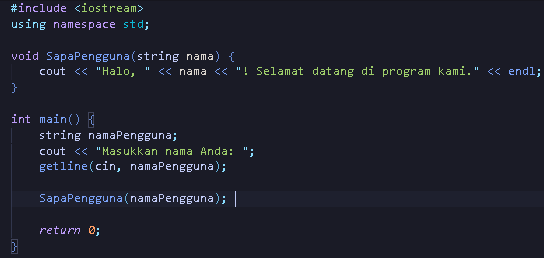 #include <iostream>
using namespace std;

void SapaPengguna(string nama) {
    cout << "Halo, " << nama << "! Selamat datang di program kami." << endl;
}

int main() {
    string namaPengguna;
    cout << "Masukkan nama Anda: ";
    getline(cin, namaPengguna);

    SapaPengguna(namaPengguna);

    return 0;
}